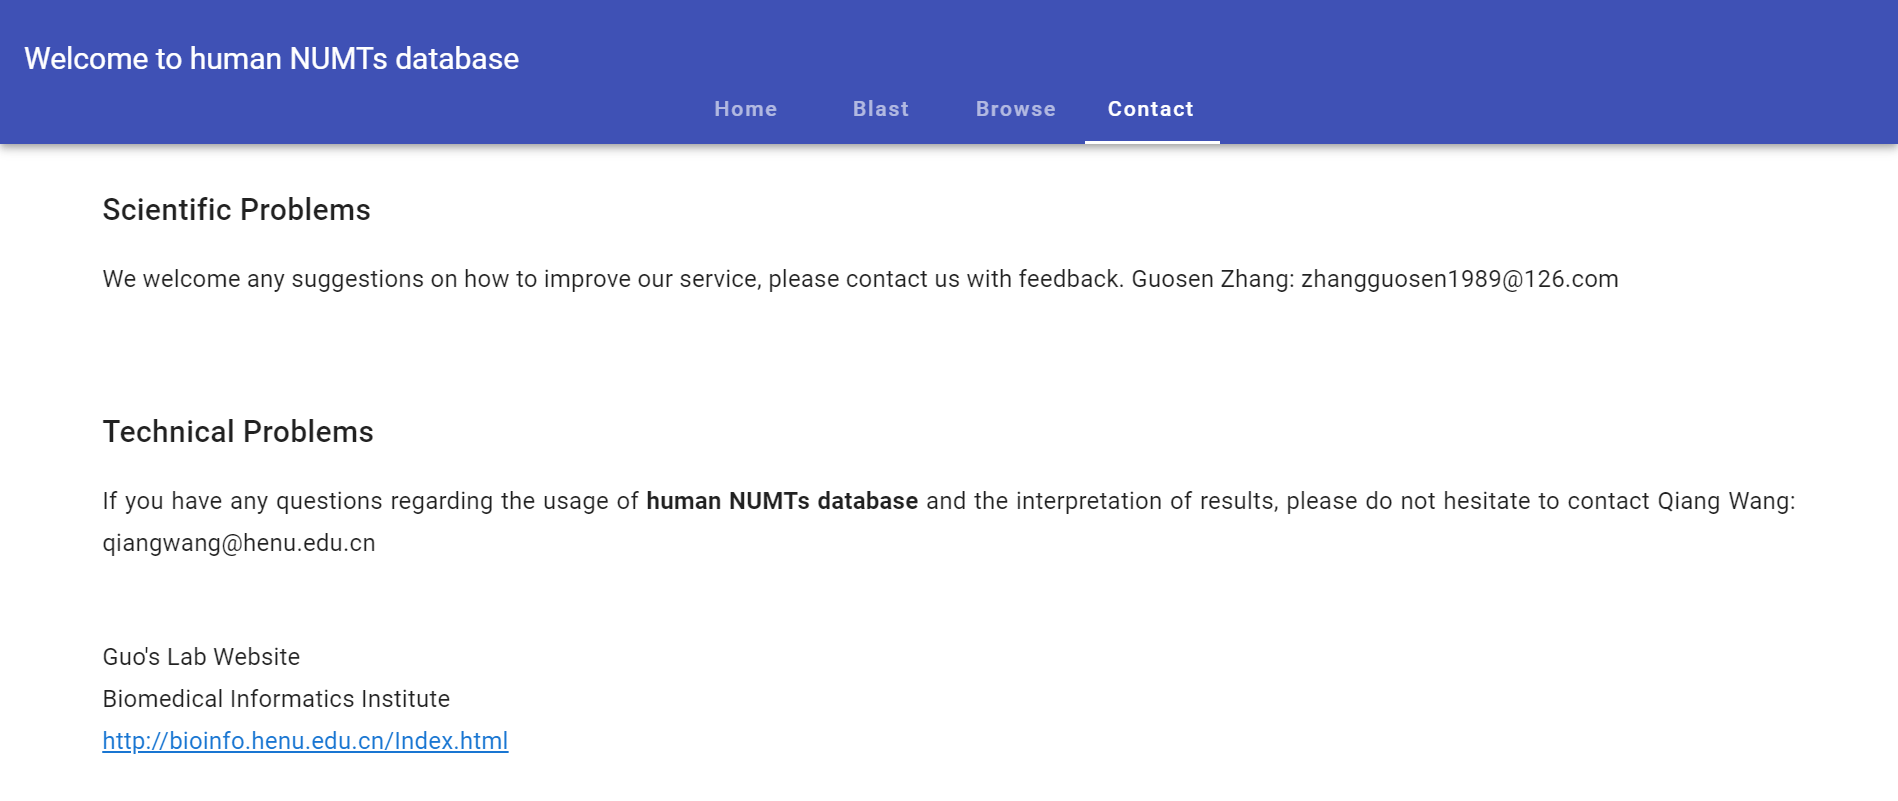 Welcome to human NUMTs database
Home Blast Browse Contact
Scientific Problems
We welcome any suggestions on how to improve our service, please contact us with feedback. Guosen Zhang: zhangguosen1989@126.com
Technical Problems
If you have any questions regarding the usage of human NUMTs database and the interpretation of results, please do not hesitate to contact Qiang Wang:
qiangwang@henu.edu.cn
Guo's Lab Website
Biomedical Informatics Institute
http://bioinfo.henu.edu.cn/Index.html